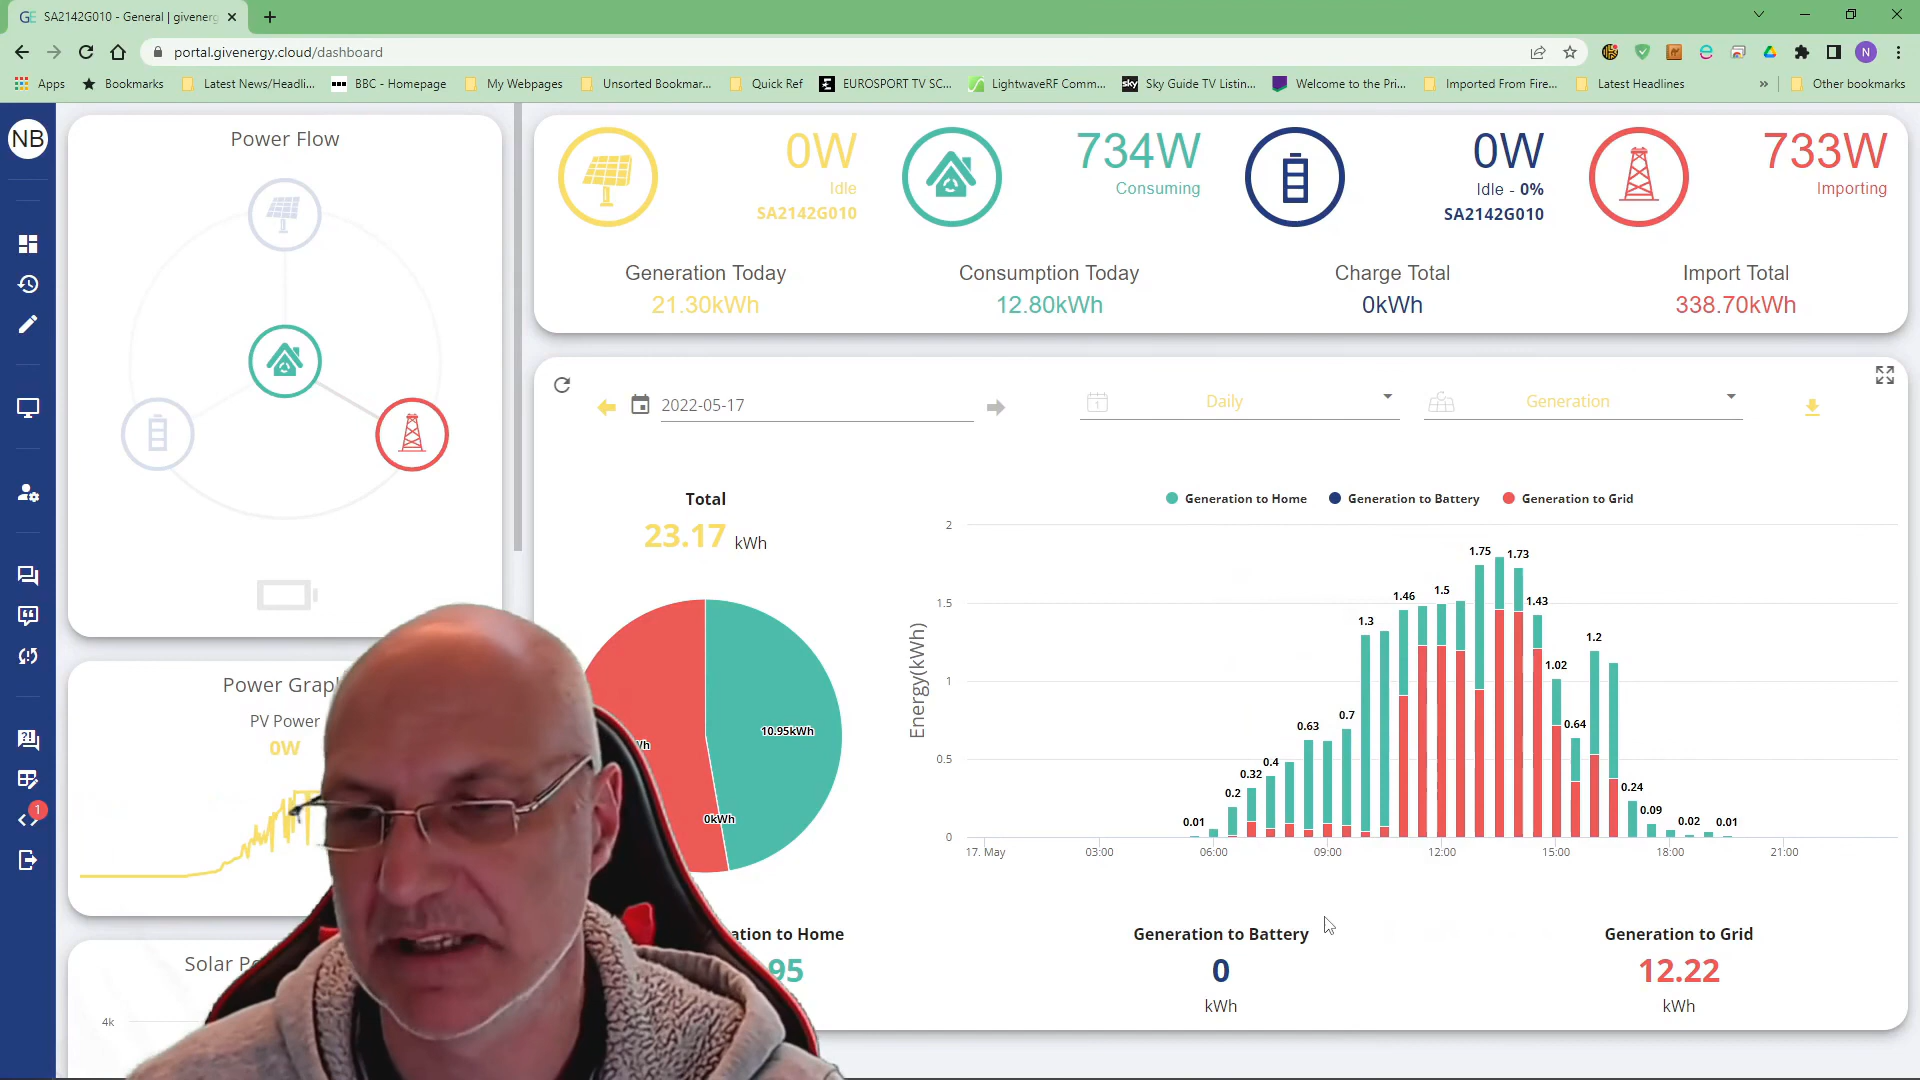 SA2142G010 - General | givenerg
portal.givenergy.cloud/dashboard
N
Apps
Bookmarks
Latest News/Headli...
BBC - Homepage
My Webpages
Unsorted Bookmar...
Quick Ref
EUROSPORT TV SC...
LightwaveRF Comm...
sky
Sky Guide TV Listin...
Welcome to the Pri...
Imported From Fire...
Latest Headlines
»
Other bookmarks
NB
1
Power Flow
0W
Idle
SA2142G010
Generation Today
21.30kWh
734W
Consuming
Consumption Today
12.80kWh
0W
Idle - 0%
SA2142G010
Charge Total
0kWh
733W
Importing
Import Total
338.70kWh
2022-05-17
Daily
Generation
Total
23.17 kWh
10.95kWh
0kWh
Generation to Home
Generation to Battery
Generation to Grid
Energy(kWh)
2
1.5
1
0.5
0
0.01
0.2
0.32
0.4
0.63
0.7
1.3
1.46
1.5
1.75
1.73
1.43
1.02
0.64
1.2
0.24
0.09
0.02
0.01
17. May
03:00
06:00
09:00
12:00
15:00
18:00
21:00
ation to Home
95
Generation to Battery
0
kWh
Generation to Grid
12.22
kWh
Power Grap
PV Power
0W
Solar Po
4k